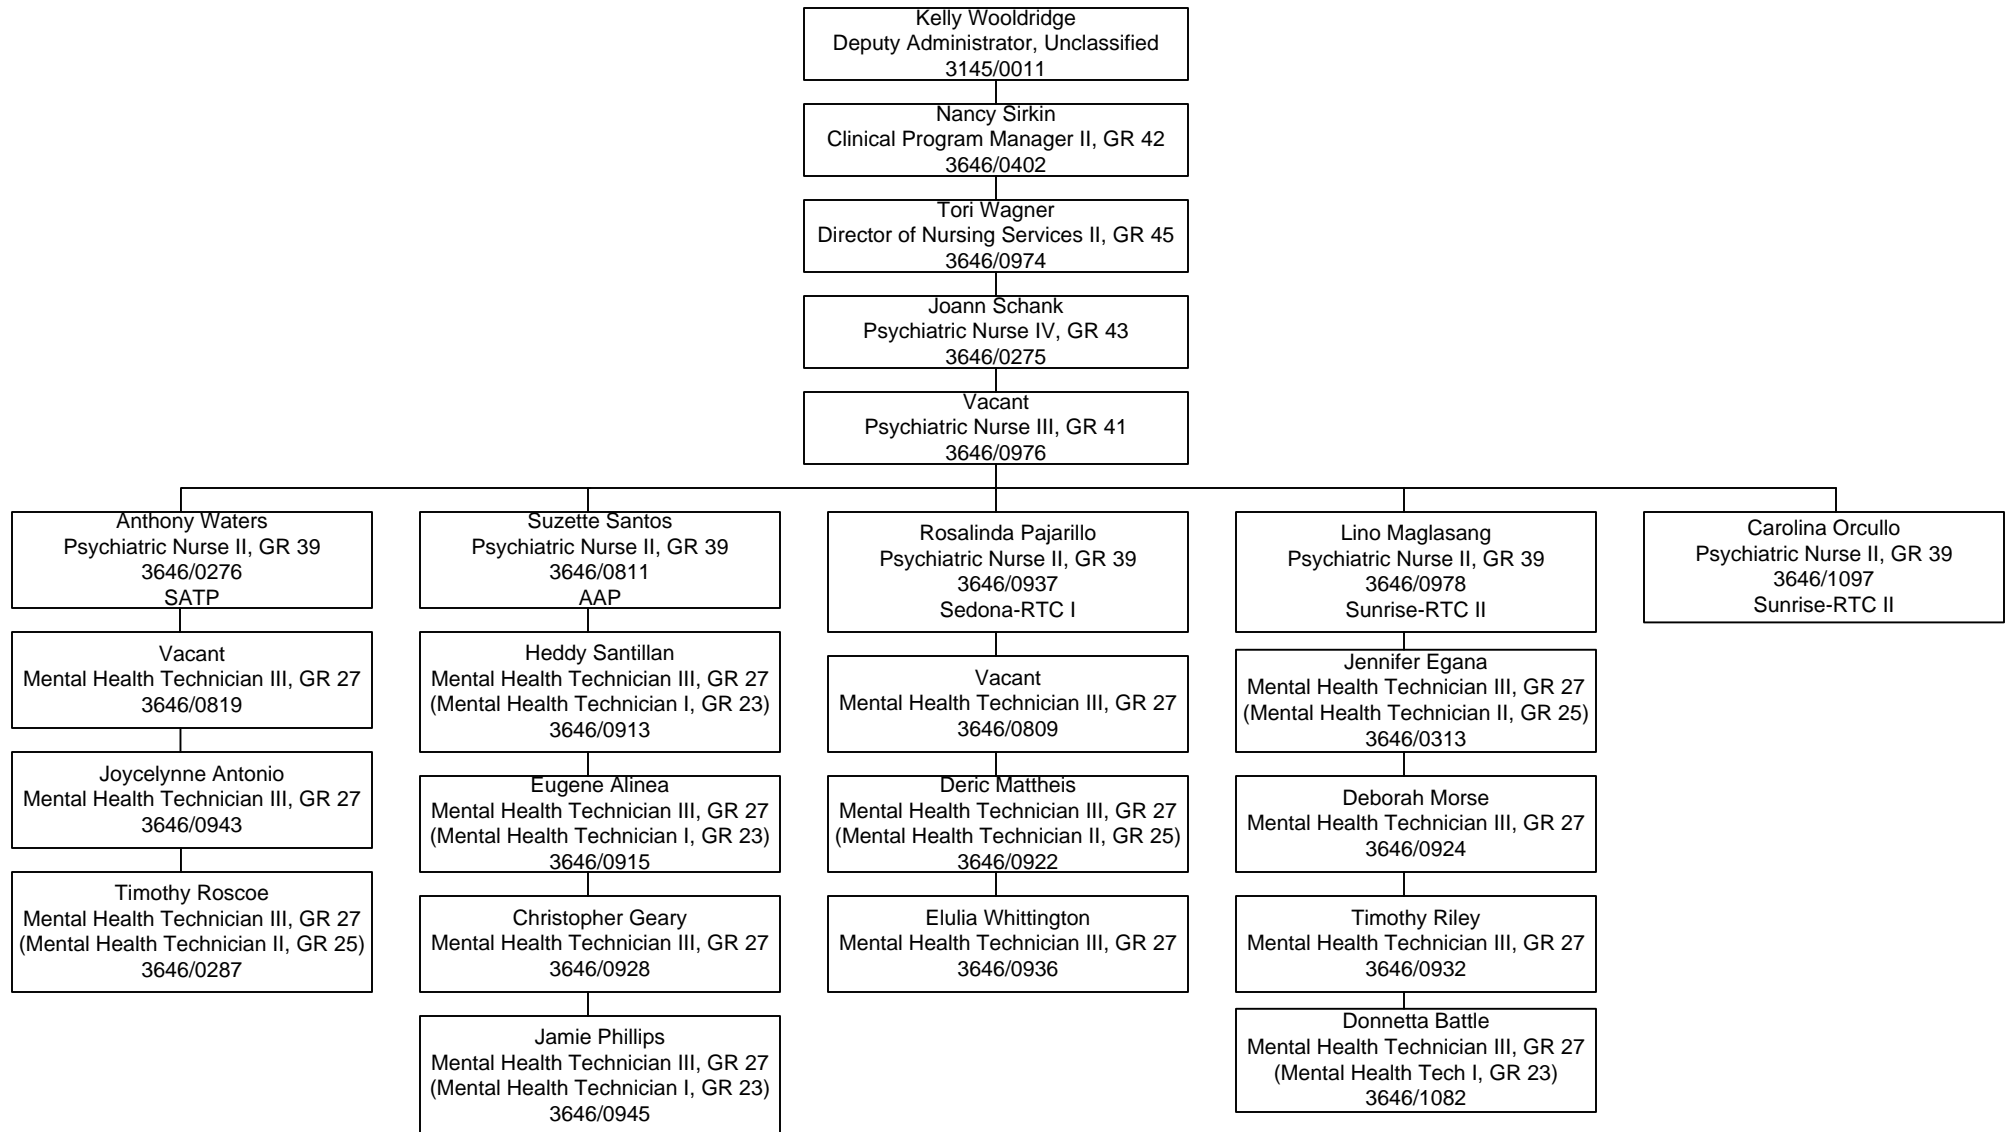 Kelly Wooldridge
Deputy Administrator, Unclassified
3145/0011
Nancy Sirkin
Clinical Program Manager II, GR 42
3646/0402
Tori Wagner
Director of Nursing Services II, GR 45
3646/0974
Joann Schank
Psychiatric Nurse IV, GR 43
3646/0275
Vacant
Psychiatric Nurse III, GR 41
3646/0976
Anthony Waters
Psychiatric Nurse II, GR 39
3646/0276
SATP
Vacant
Mental Health Technician III, GR 27
3646/0819
Joycelynne Antonio
Mental Health Technician III, GR 27
3646/0943
Timothy Roscoe
Mental Health Technician III, GR 27
(Mental Health Technician II, GR 25)
3646/0287
Suzette Santos
Psychiatric Nurse II, GR 39
3646/0811
AAP
Heddy Santillan
Mental Health Technician III, GR 27
(Mental Health Technician I, GR 23)
3646/0913
Eugene Alinea
Mental Health Technician III, GR 27
(Mental Health Technician I, GR 23)
3646/0915
Christopher Geary
Mental Health Technician III, GR 27
3646/0928
Jamie Phillips
Mental Health Technician III, GR 27
(Mental Health Technician I, GR 23)
3646/0945
Rosalinda Pajarillo
Psychiatric Nurse II, GR 39
3646/0937
Sedona-RTC I
Vacant
Mental Health Technician III, GR 27
3646/0809
Deric Mattheis
Mental Health Technician III, GR 27
(Mental Health Technician II, GR 25)
3646/0922
Elulia Whittington
Mental Health Technician III, GR 27
3646/0936
Lino Maglasang
Psychiatric Nurse II, GR 39
3646/0978
Sunrise-RTC II
Jennifer Egana
Mental Health Technician III, GR 27
(Mental Health Technician II, GR 25)
3646/0313
Deborah Morse
Mental Health Technician III, GR 27
3646/0924
Timothy Riley
Mental Health Technician III, GR 27
3646/0932
Donnetta Battle
Mental Health Technician III, GR 27
(Mental Health Tech I, GR 23)
3646/1082
Carolina Orcullo
Psychiatric Nurse II, GR 39
3646/1097
Sunrise-RTC II